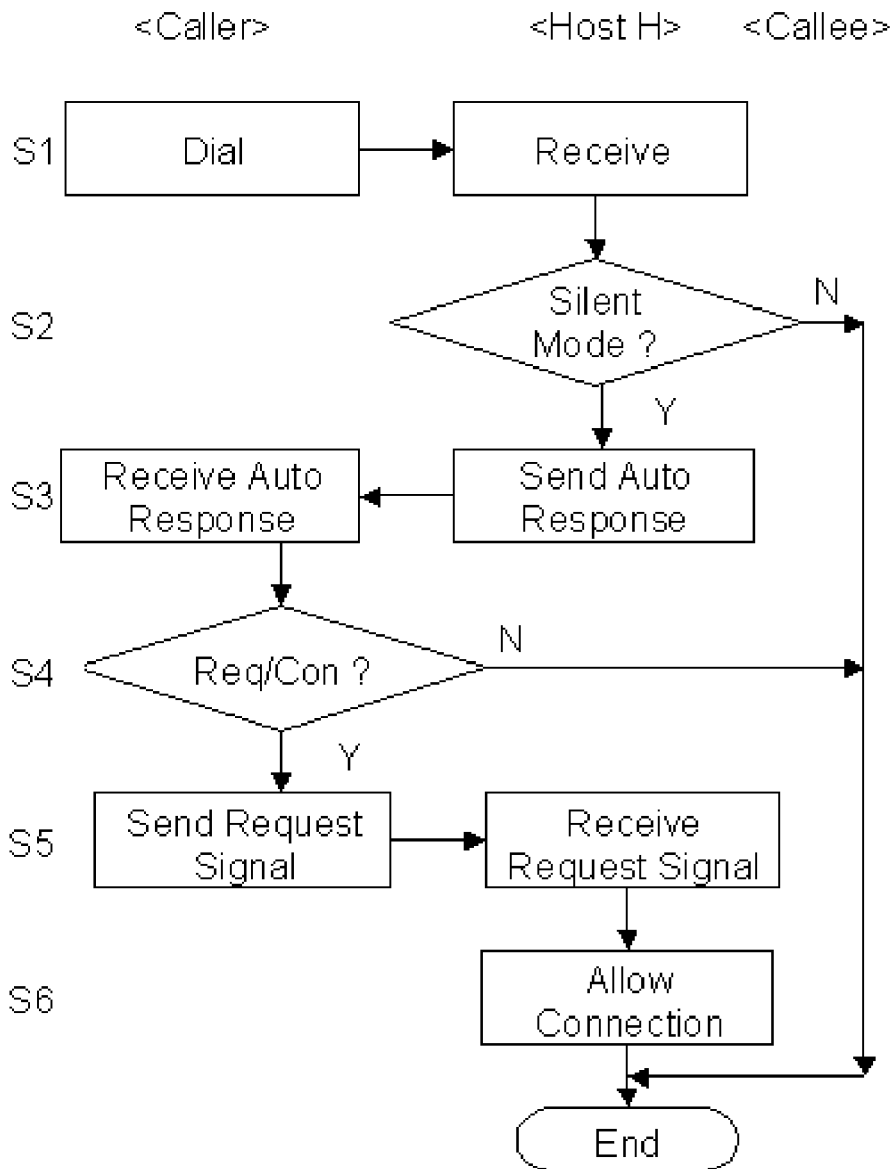 <Caller> <Host H> <Callee>
S1 Dial Receive
Silent
Mode ?
N
S2
Y
S3
Receive Auto
Response
Send Auto
Response
S4 Req/Con ? N
Y
S5
Send Request
Signal
Receive
Request Signal
S6
Allow
Connection
End